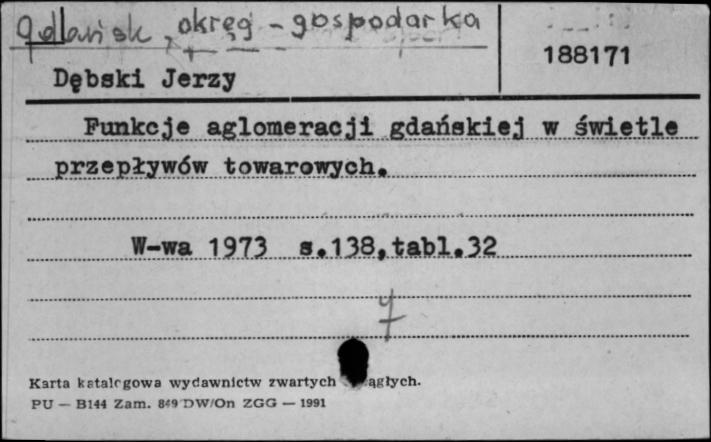 Gdańsk, okręg - gospodarka
188171
Dębski Jerzy
Funkcje aglomeracji gdańskiej w świetle
przepływów towarowych.
W-wa 1973 s.138,tabl.32
Karta katalogowa wydawnictw zwartych ągłych.
PU — B144 Zam. 849 DW/On ZGG — 1991